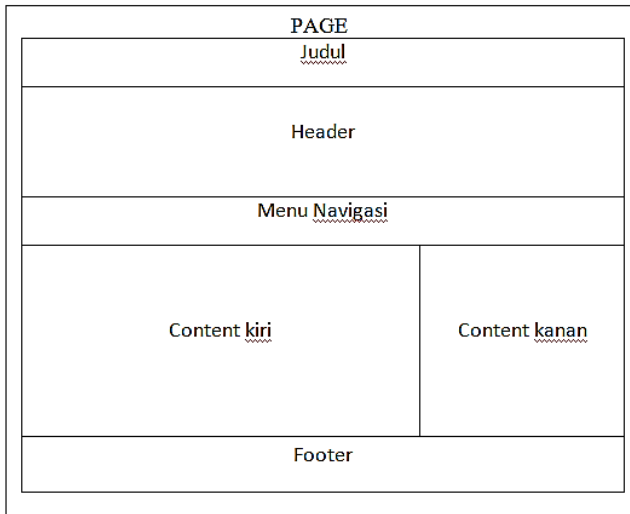 PAGE
Judul
Header
Menu Navigasi
Content kiri
Content kanan
Footer